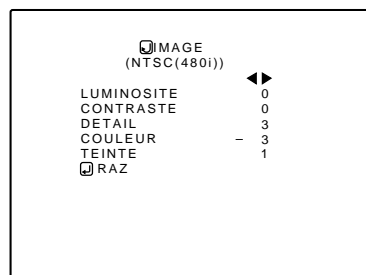 IMAGE
(NTSC(480i))
LUMINOSITE 0
CONTRASTE 0
DETAIL 3
COULEUR – 3
TEINTE 1
RAZ